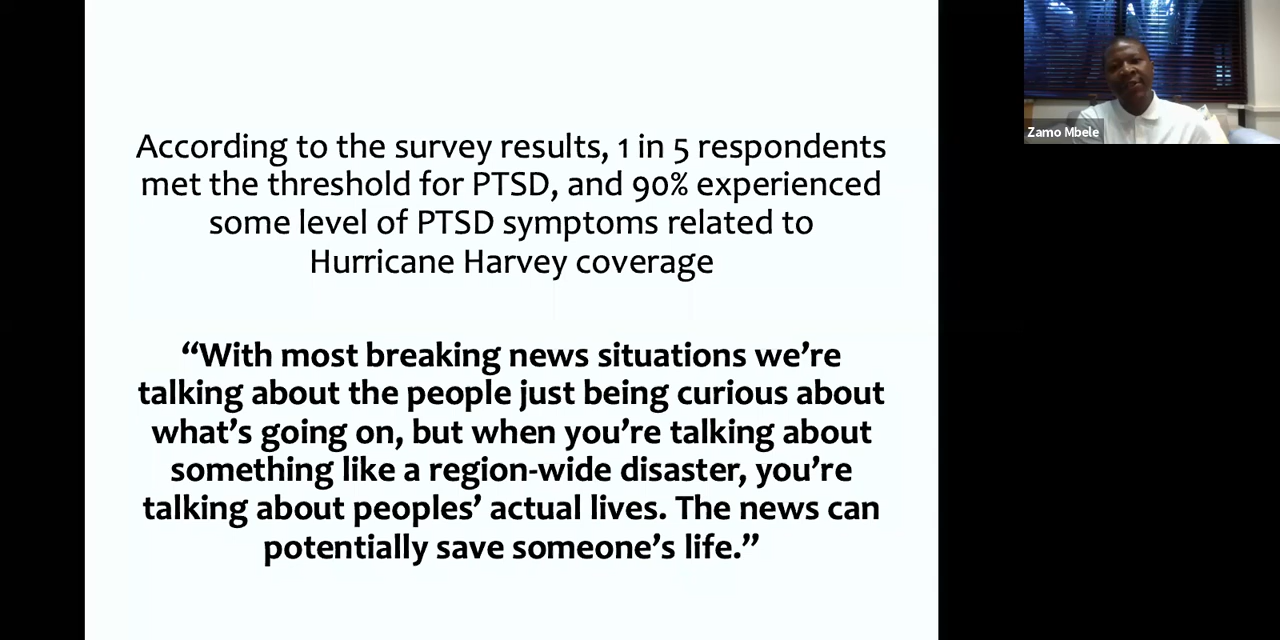 According to the survey results, 1 in 5 respondents
met the threshold for PTSD, and 90% experienced
some level of PTSD symptoms related to
Hurricane Harvey coverage
“With most breaking news situations we’re
talking about the people just being curious about
what’s going on, but when you’re talking about
something like a region-wide disaster, you’re
talking about peoples’ actual lives. The news can
potentially save someone’s life.”
Zamo Mbele